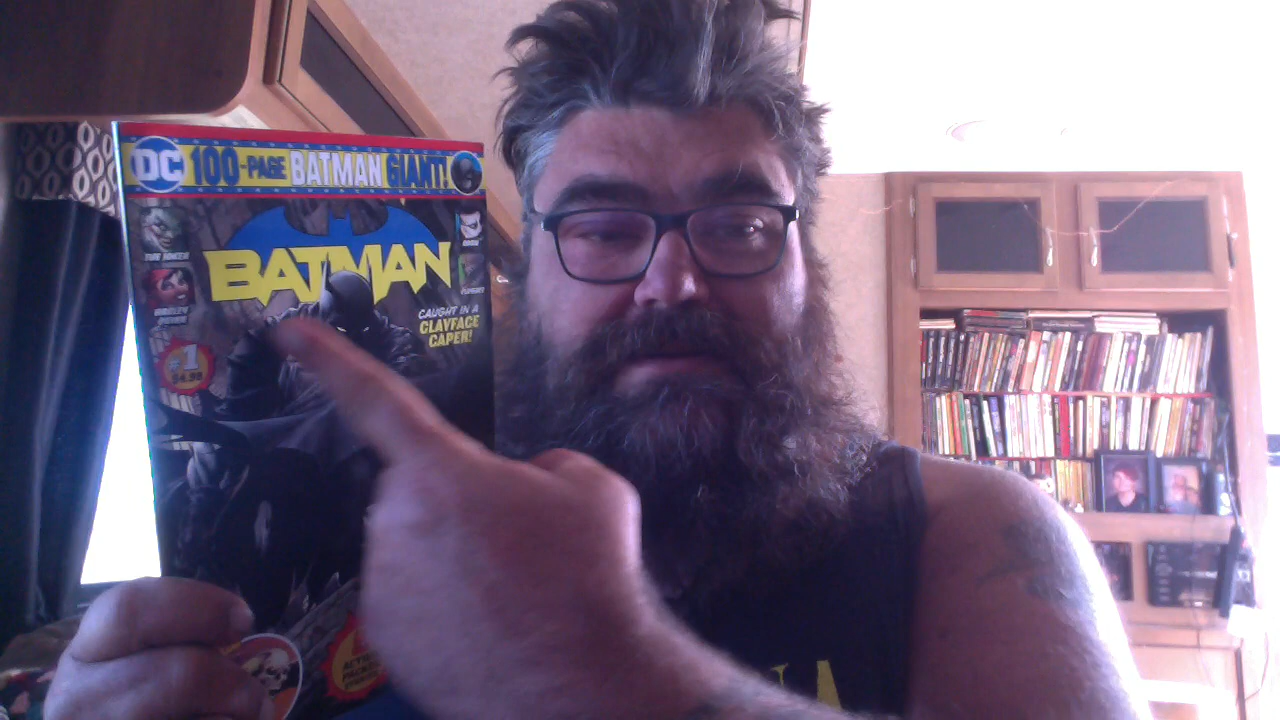 DC 100-PAGE BATMAN GIANT!
BATMAN
THE JOKER
HARLEY QUINN
CAUGHT IN A
CLAYFACE
CAPER!
#1
$4.99